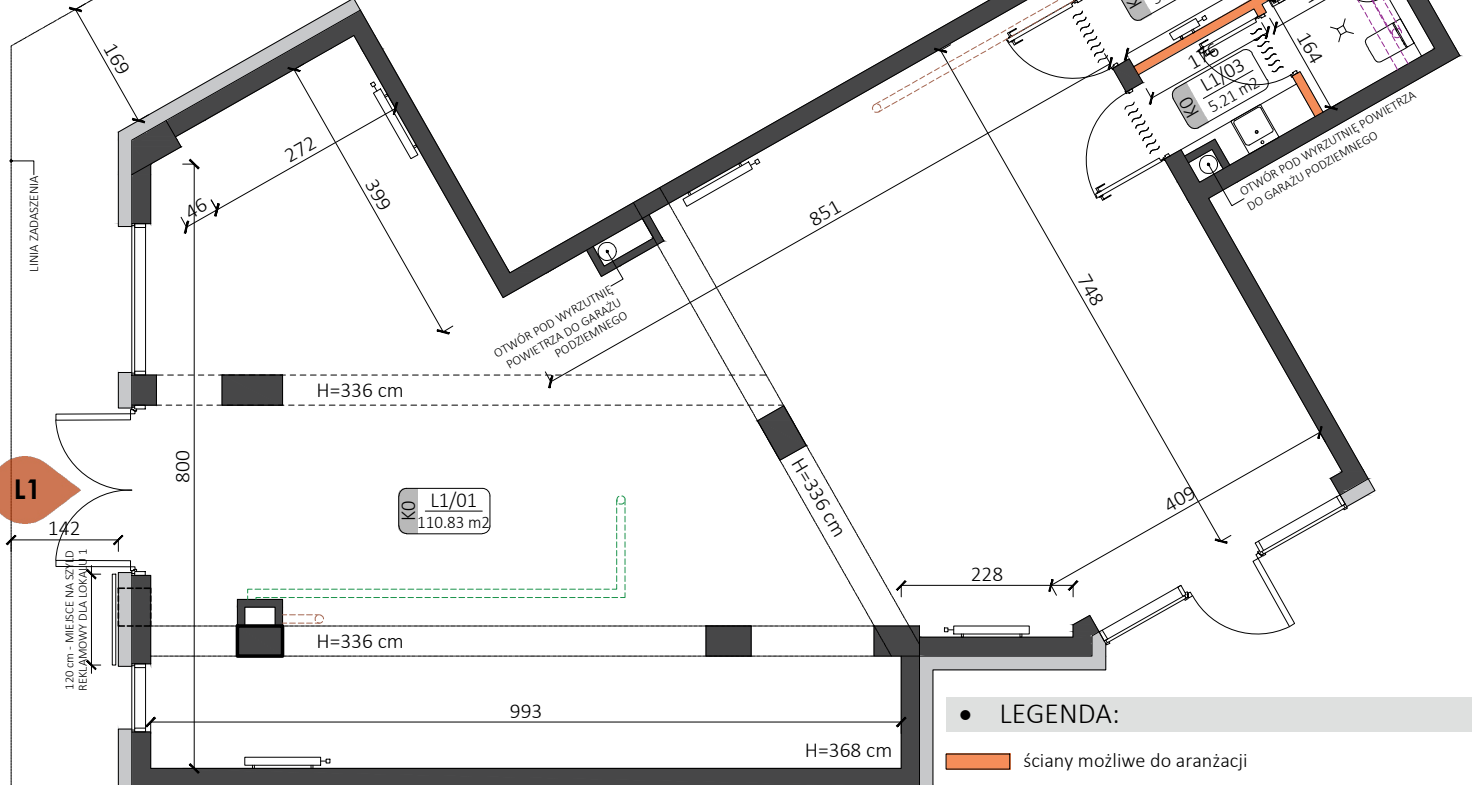 169
272
46
399
LINIA ZADASZENIA
800
L1
142
120 cm - MIEJSCE NA SZYLD
REKLAMOWY DLA LOKALU 1
H=336 cm
K0
L1/01
110.83 m2
H=336 cm
993
H=368 cm
OTWÓR POD WYRZUTNIĘ
POWIETRZA DO GARAŻU
PODZIEMNEGO
851
748
H=336 cm
228
409
K0
164
K0
L1/03
5.21 m2
OTWÓR POD WYRZUTNIĘ POWIETRZA
DO GARAŻU PODZIEMNEGO
• LEGENDA:
ściany możliwe do aranżacji